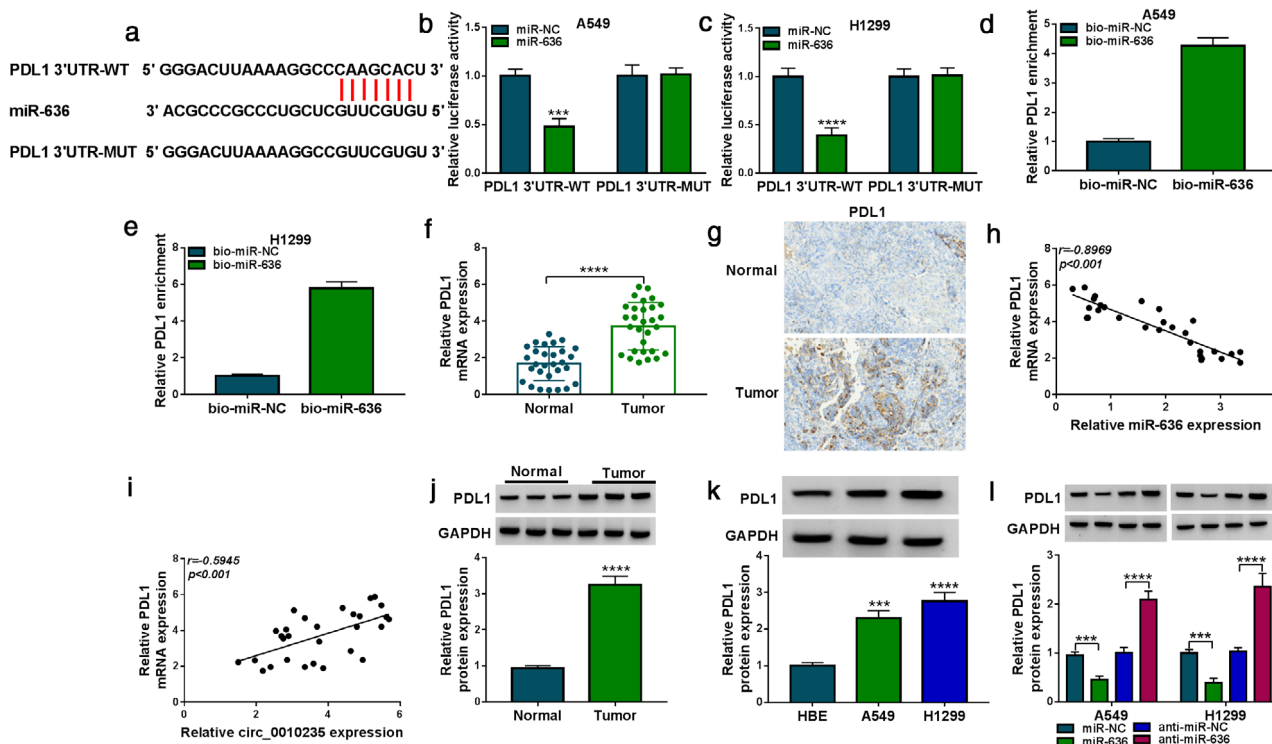 a
PDL1 3'UTR-WT 5' GGGACUUAAAAGGCCCAAGCACU 3'
miR-636 3' ACGCCCGCCCUGCUCGUUCGUGU 5'
PDL1 3'UTR-MUT 5' GGGACUUAAAAGGCCGUUCGUGU 3'
b
A549
miR-NC
miR-636
Relative luciferase activity
1.5
1.0
0.5
0.0
***
PDL1 3'UTR-WT PDL1 3'UTR-MUT
c
H1299
miR-NC
miR-636
Relative luciferase activity
1.5
1.0
0.5
0.0
****
PDL1 3'UTR-WT PDL1 3'UTR-MUT
d
A549
bio-miR-NC
bio-miR-636
Relative PDL1 enrichment
5
4
3
2
1
0
bio-miR-NC bio-miR-636
e
H1299
bio-miR-NC
bio-miR-636
Relative PDL1 enrichment
8
6
4
2
0
bio-miR-NC bio-miR-636
f
Relative PDL1
mRNA expression
8
6
4
2
0
****
Normal Tumor
g
PDL1
Normal
Tumor
h
r=-0.8969
p<0.001
Relative PDL1
mRNA expression
8
6
4
2
0
0 1 2 3 4
Relative miR-636 expression
i
r=-0.5945
p<0.001
Relative PDL1
mRNA expression
8
6
4
2
0
0 2 4 6
Relative circ_0010235 expression
j
Normal Tumor
PDL1
GAPDH
Relative PDL1
protein expression
4
3
2
1
0
****
Normal Tumor
k
PDL1
GAPDH
Relative PDL1
protein expression
4
3
2
1
0
***
****
HBE A549 H1299
l
PDL1
GAPDH
Relative PDL1
protein expression
3
2
1
0
***
****
***
****
A549 H1299
miR-NC anti-miR-NC
miR-636 anti-miR-636